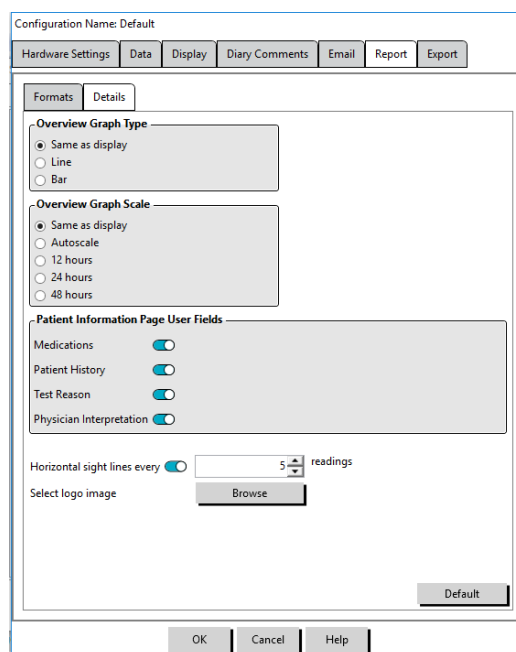 Configuration Name: Default
Hardware Settings Data Display Diary Comments Email Report Export
Formats Details
Overview Graph Type
Same as display
Line
Bar
Overview Graph Scale
Same as display
Autoscale
12 hours
24 hours
48 hours
Patient Information Page User Fields
Medications
Patient History
Test Reason
Physician Interpretation
Horizontal sight lines every 5 readings
Select logo image Browse
Default
OK Cancel Help